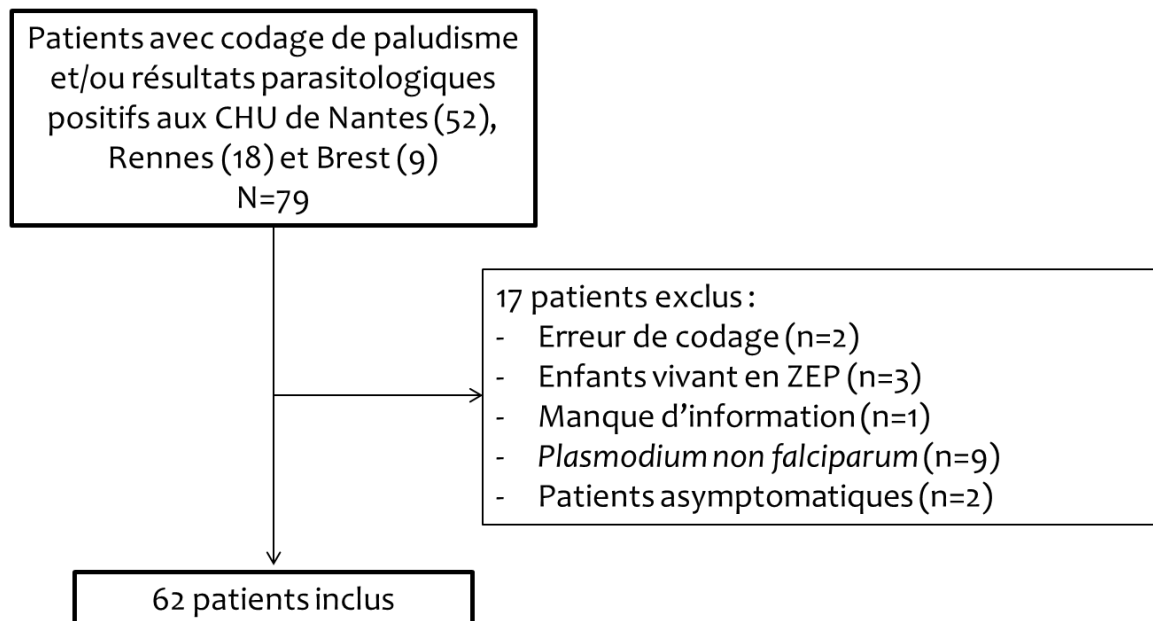 Patients avec codage de paludisme
et/ou résultats parasitologiques
positifs aux CHU de Nantes (52),
Rennes (18) et Brest (9)
N=79
17 patients exclus :
- Erreur de codage (n=2)
- Enfants vivant en ZEP (n=3)
- Manque d’information (n=1)
- Plasmodium non falciparum (n=9)
- Patients asymptomatiques (n=2)
62 patients inclus